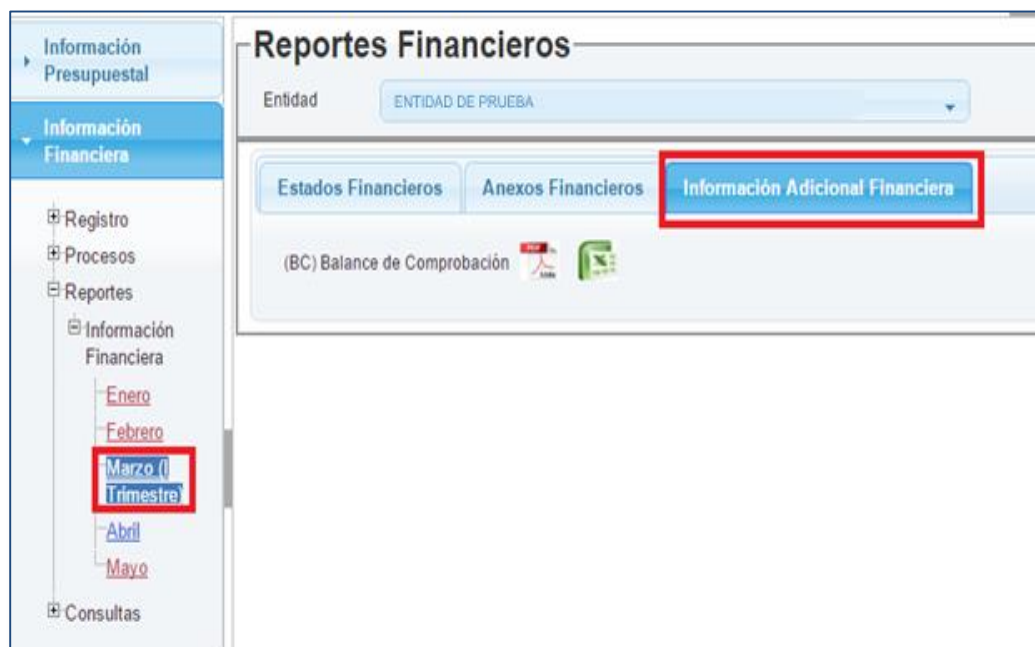 Información
Presupuestal
Información
Financiera
Registro
Procesos
Reportes
Información
Financiera
Enero
Febrero
Marzo (I
Trimestre)
Abril
Mayo
Consultas
Reportes Financieros
Entidad
ENTIDAD DE PRUEBA
Estados Financieros
Anexos Financieros
Información Adicional Financiera
(BC) Balance de Comprobación